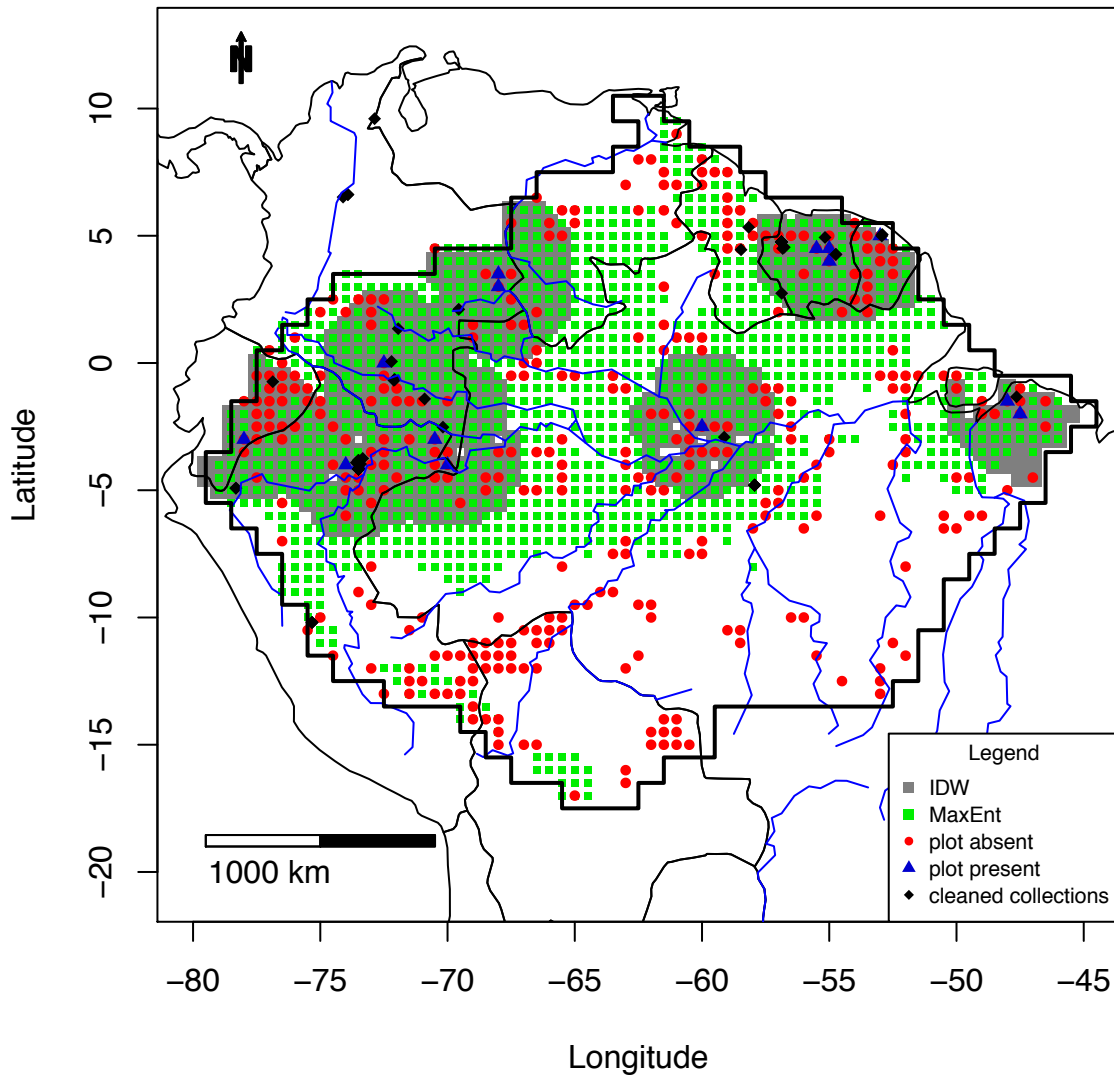 N
Latitude
10
5
0
−5
−10
−15
−20
1000 km
Legend
IDW
MaxEnt
plot absent
plot present
cleaned collections
−80 −75 −70 −65 −60 −55 −50 −45
Longitude